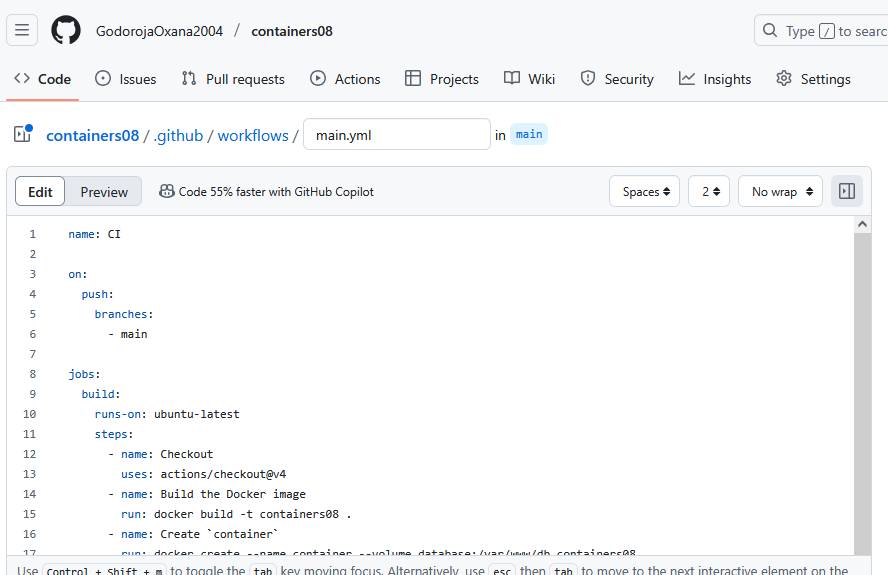 GodorojaOxana2004 / containers08
Type / to searc
Code Issues Pull requests Actions Projects Wiki Security Insights Settings
containers08 / .github / workflows / main.yml in main
Edit Preview Code 55% faster with GitHub Copilot Spaces 2 No wrap
1 name: CI
2
3 on:
4 push:
5 branches:
6 - main
7
8 jobs:
9 build:
10 runs-on: ubuntu-latest
11 steps:
12 - name: Checkout
13 uses: actions/checkout@v4
14 - name: Build the Docker image
15 run: docker build -t containers08 .
16 - name: Create `container`
17 run: docker create --name container --volume database:/var/www/db containers08
Use Control + Shift + m to toggle the tab key moving focus. Alternatively, use esc then tab to move to the next interactive element on the